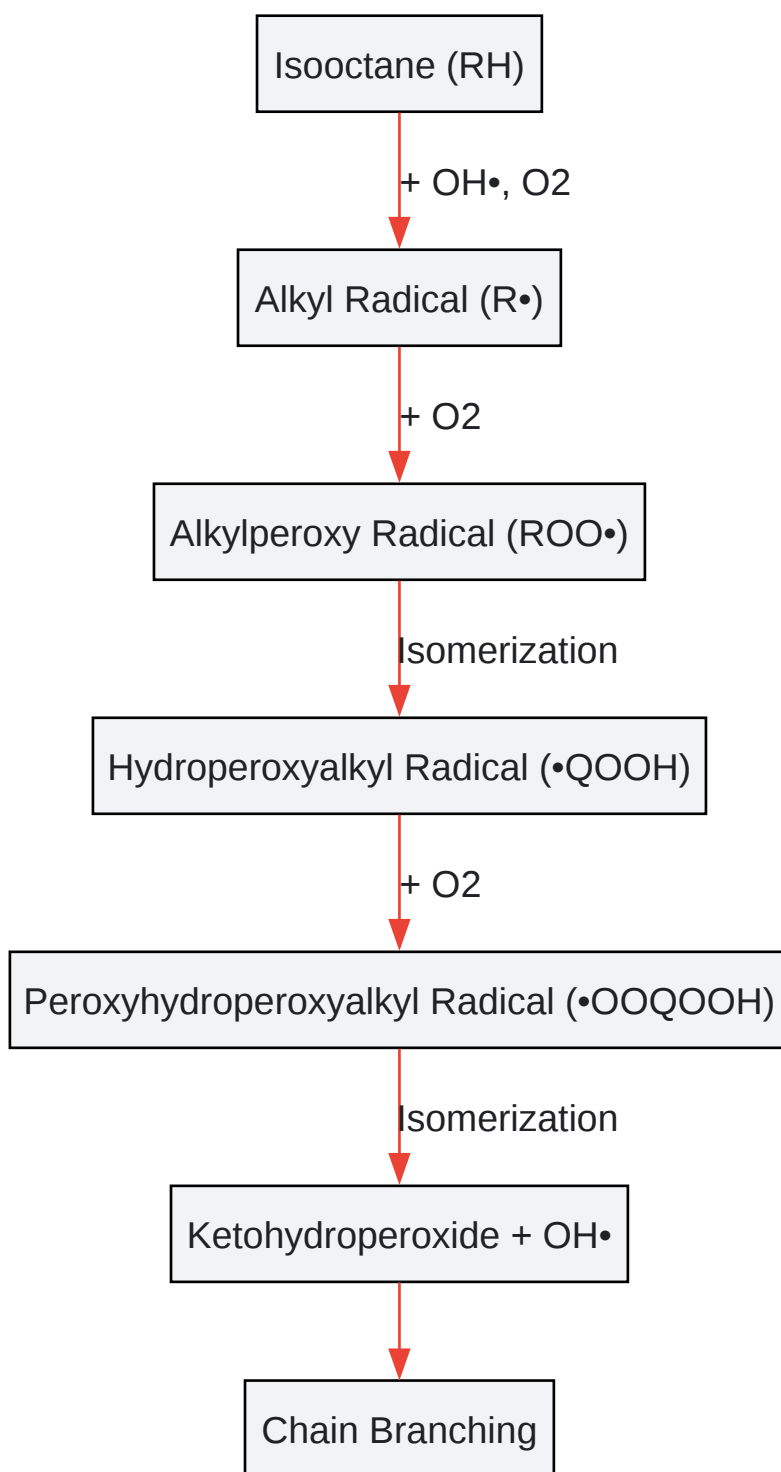 Isooctane (RH)
+ OH•, O2
Alkyl Radical (R•)
+ O2
Alkylperoxy Radical (ROO•)
Isomerization
Hydroperoxyalkyl Radical (•QOOH)
+ O2
Peroxyhydroperoxyalkyl Radical (•OOQOOH)
Isomerization
Ketohydroperoxide + OH•
Chain Branching